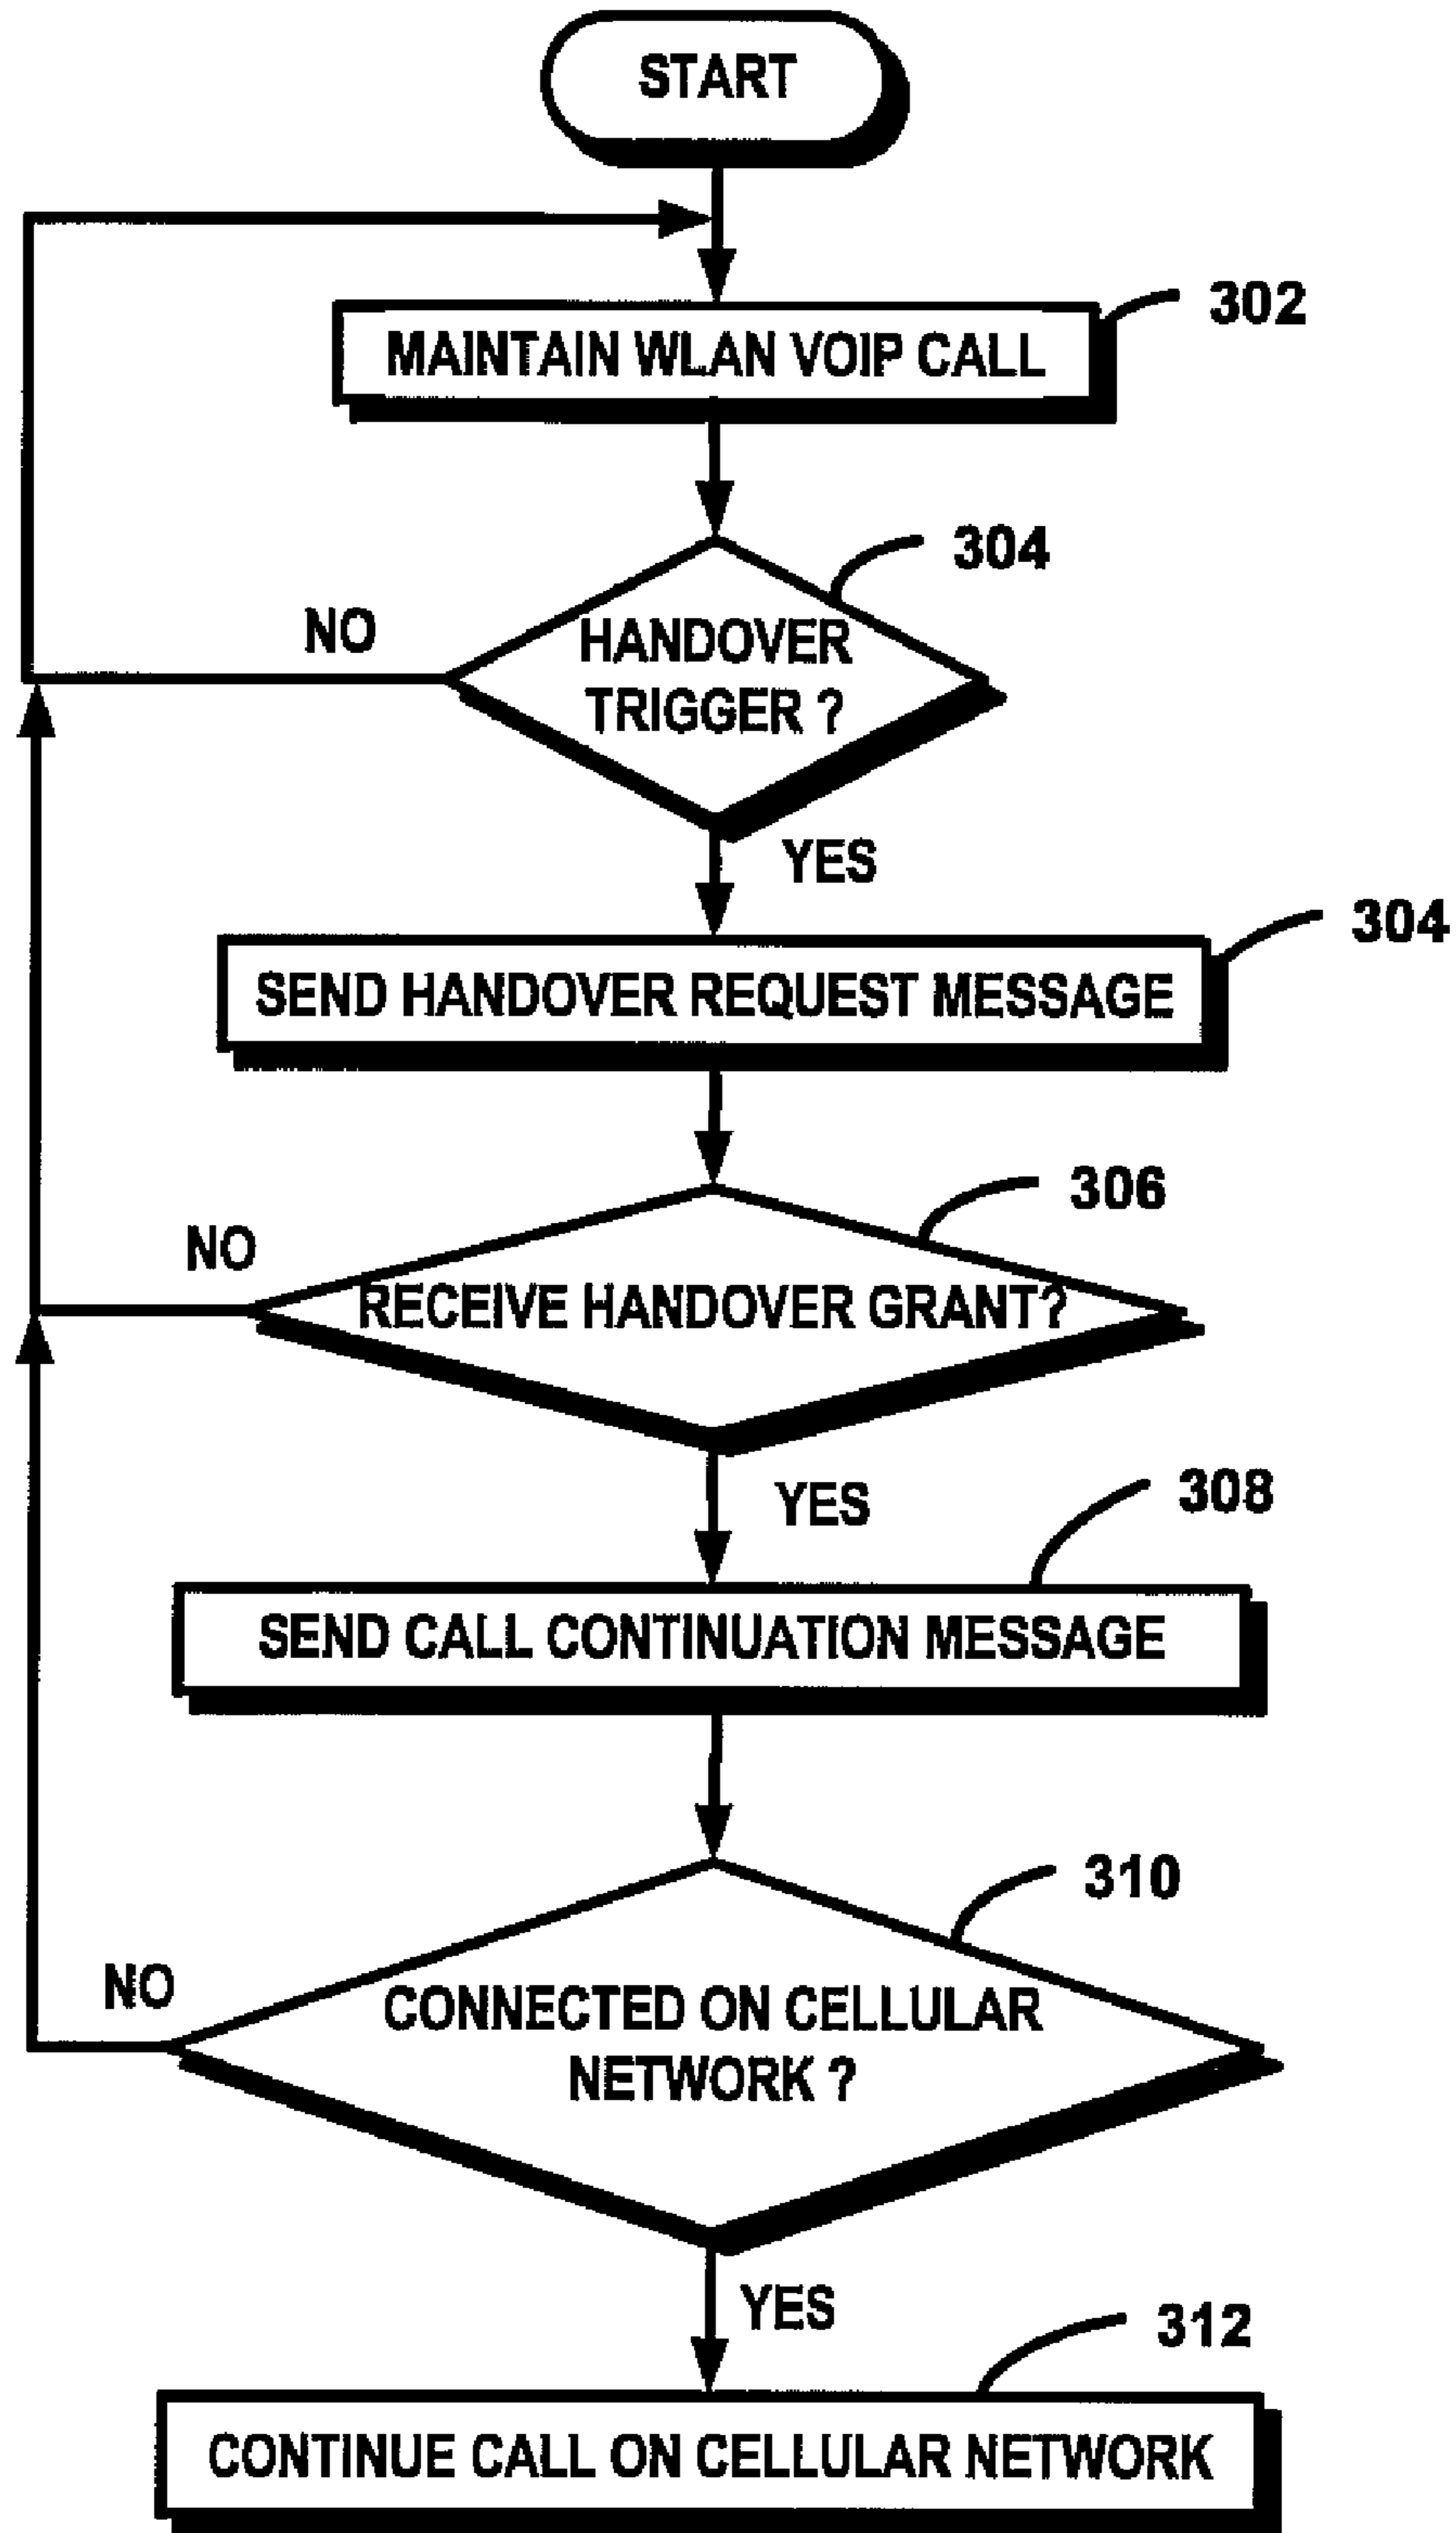 START
302
MAINTAIN WLAN VOIP CALL
304
NO
HANDOVER
TRIGGER ?
YES
304
SEND HANDOVER REQUEST MESSAGE
306
NO
RECEIVE HANDOVER GRANT?
YES
308
SEND CALL CONTINUATION MESSAGE
310
NO
CONNECTED ON CELLULAR
NETWORK ?
YES
312
CONTINUE CALL ON CELLULAR NETWORK